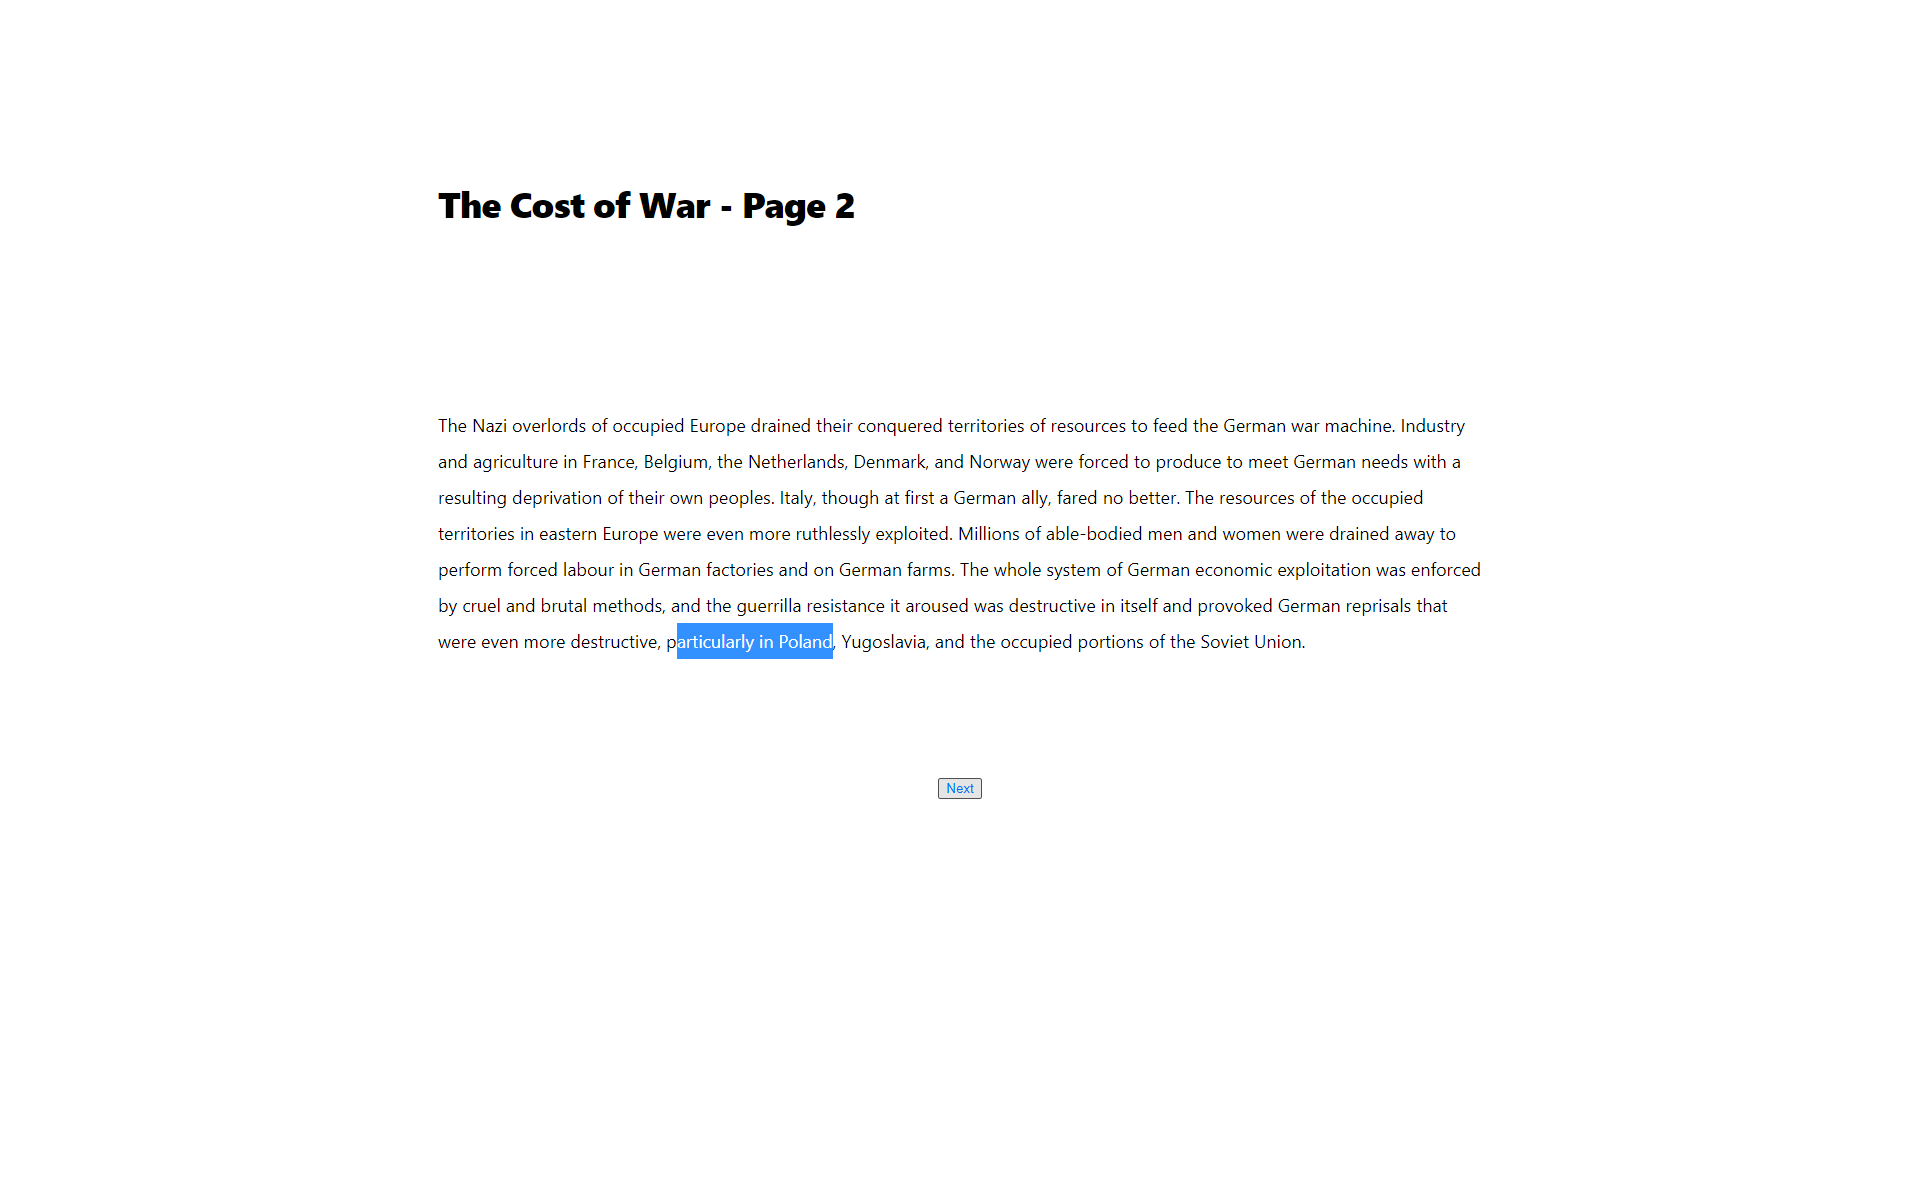 The Cost of War - Page 2
The Nazi overlords of occupied Europe drained their conquered territories of resources to feed the German war machine. Industry
and agriculture in France, Belgium, the Netherlands, Denmark, and Norway were forced to produce to meet German needs with a
resulting deprivation of their own peoples. Italy, though at first a German ally, fared no better. The resources of the occupied
territories in eastern Europe were even more ruthlessly exploited. Millions of able-bodied men and women were drained away to
perform forced labour in German factories and on German farms. The whole system of German economic exploitation was enforced
by cruel and brutal methods, and the guerrilla resistance it aroused was destructive in itself and provoked German reprisals that
were even more destructive, particularly in Poland, Yugoslavia, and the occupied portions of the Soviet Union.
Next